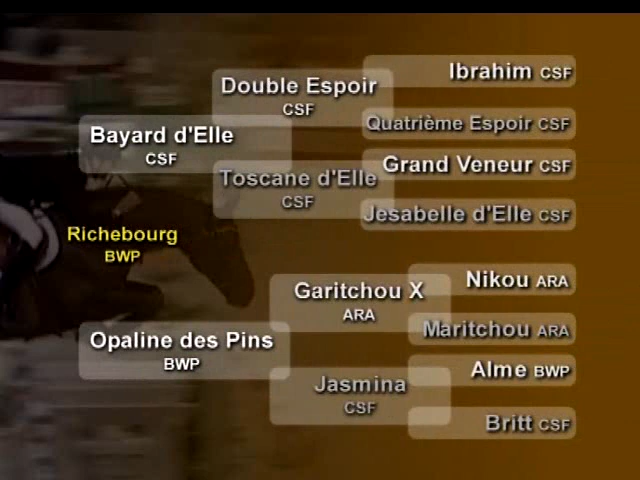 Ibrahim CSF
Double Espoir
CSF
Quatrième Espoir CSF
Bayard d'Elle
CSF
Grand Veneur CSF
Toscane d'Elle
CSF
Jesabelle d'Elle CSF
Richebourg
BWP
Nikou ARA
Garitchou X
ARA
Maritchou ARA
Opaline des Pins
BWP
Alme BWP
Jasmina
CSF
Britt CSF